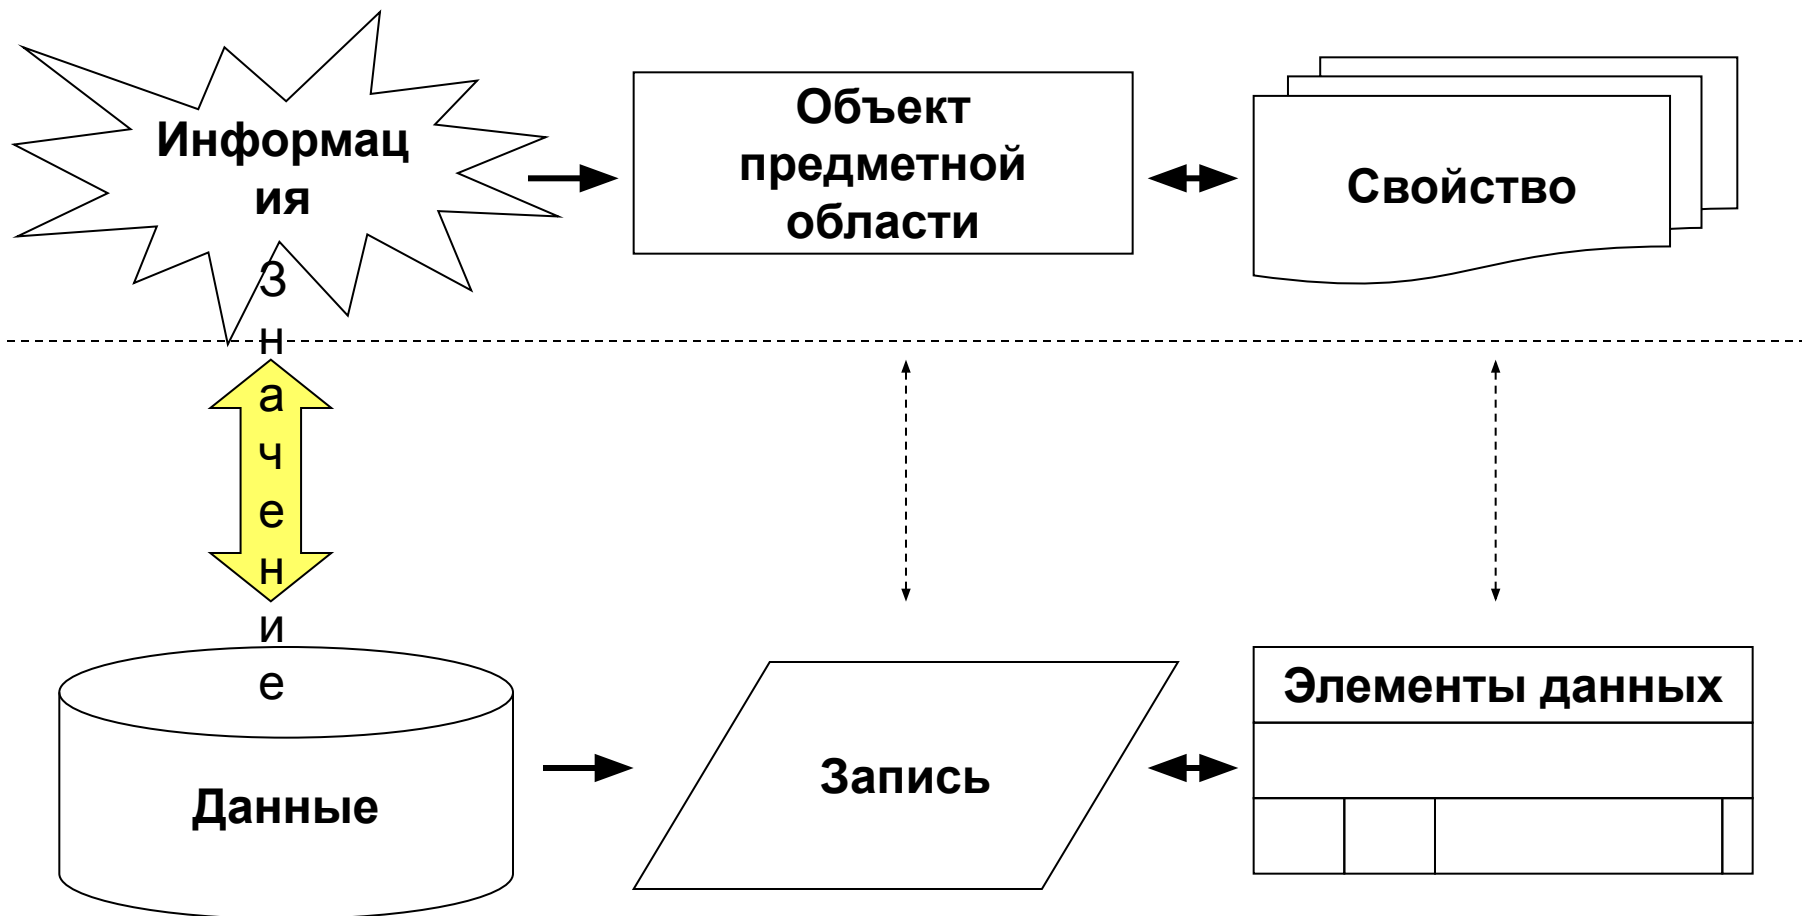 Информац
ия
Объект
предметной
области
Свойство
З
н
а
ч
е
н
и
е
Данные
Запись
Элементы данных